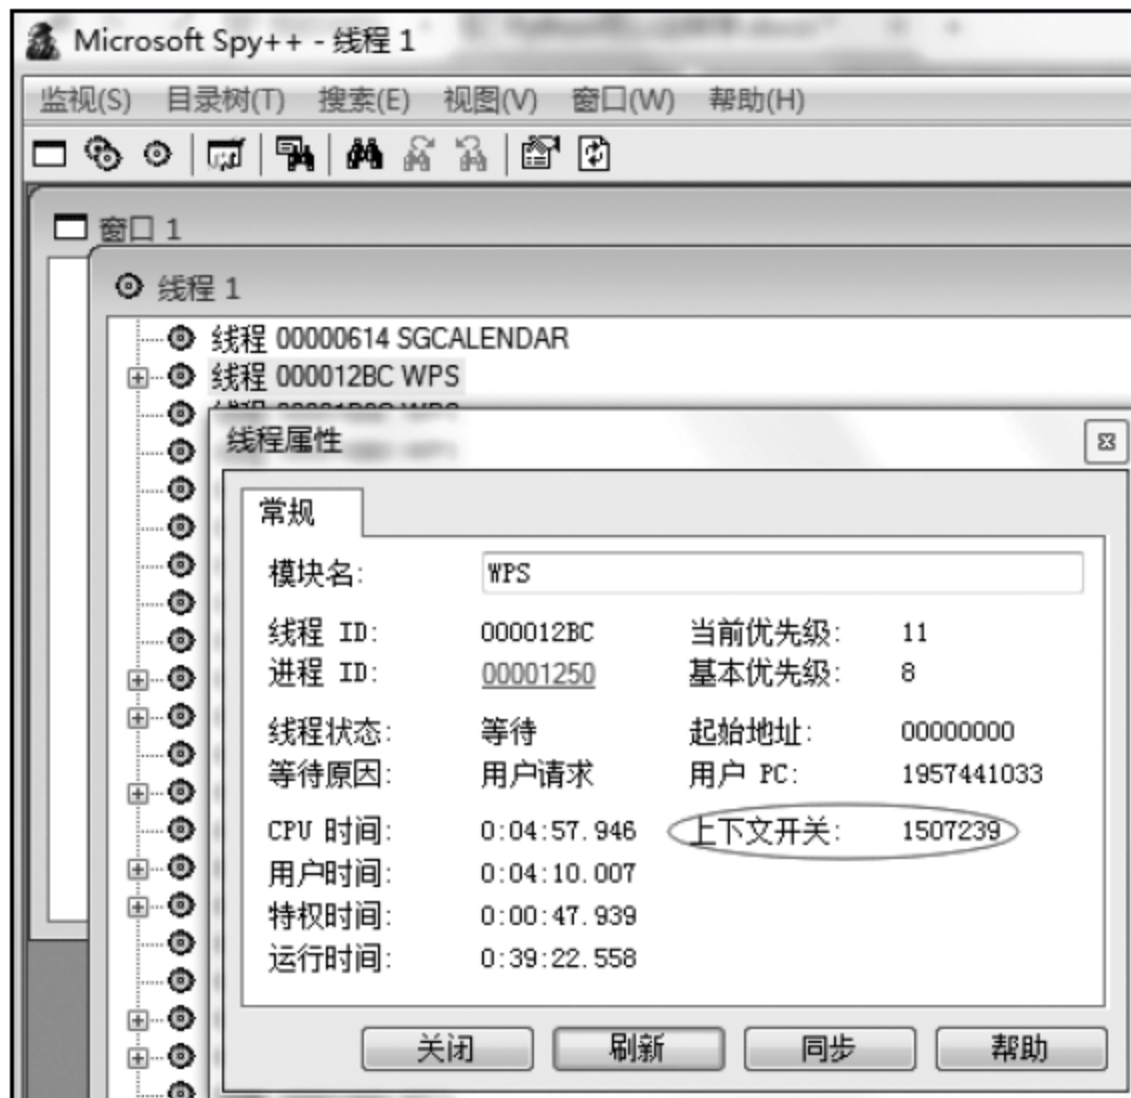 Microsoft Spy++ - 线程 1
监视(S) 目录树(T) 搜索(E) 视图(V) 窗口(W) 帮助(H)
窗口 1
线程 1
线程 00000614 SGCALENDAR
线程 000012BC WPS
线程属性
常规
模块名: WPS
线程 ID: 000012BC 当前优先级: 11
进程 ID: 00001250 基本优先级: 8
线程状态: 等待 起始地址: 00000000
等待原因: 用户请求 用户 PC: 1957441033
CPU 时间: 0:04:57.946 上下文开关: 1507239
用户时间: 0:04:10.007
特权时间: 0:00:47.939
运行时间: 0:39:22.558
关闭 刷新 同步 帮助